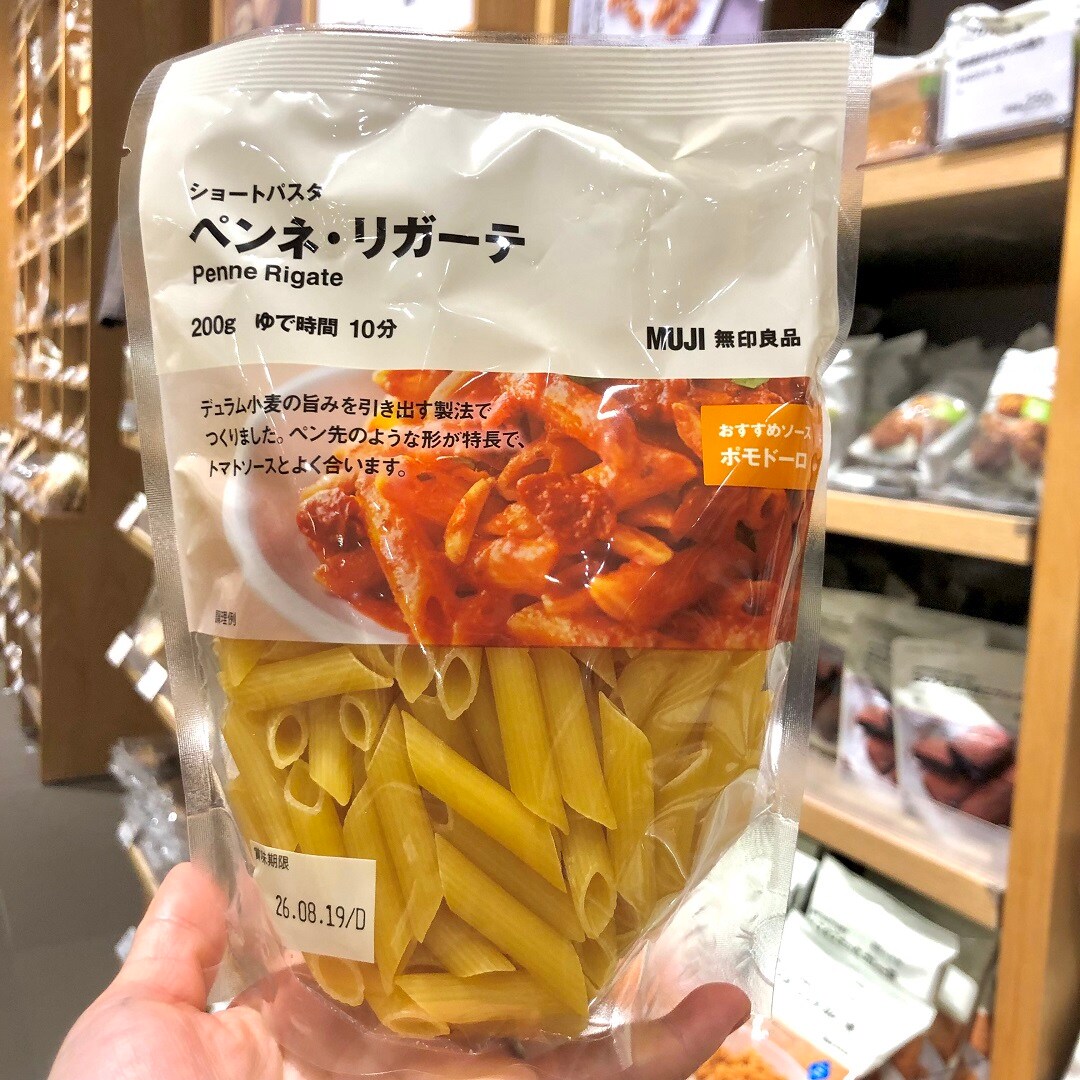 ショートパスタ
ペンネ・リガーテ
Penne Rigate
200g ゆで時間 10分
MUJI 無印良品
デュラム小麦の旨みを引き出す製法で
つくりました。ペン先のような形が特長で、
トマトソースとよく合います。
おすすめソース
ポモドーロ
調理例
賞味期限
26.08.19/D